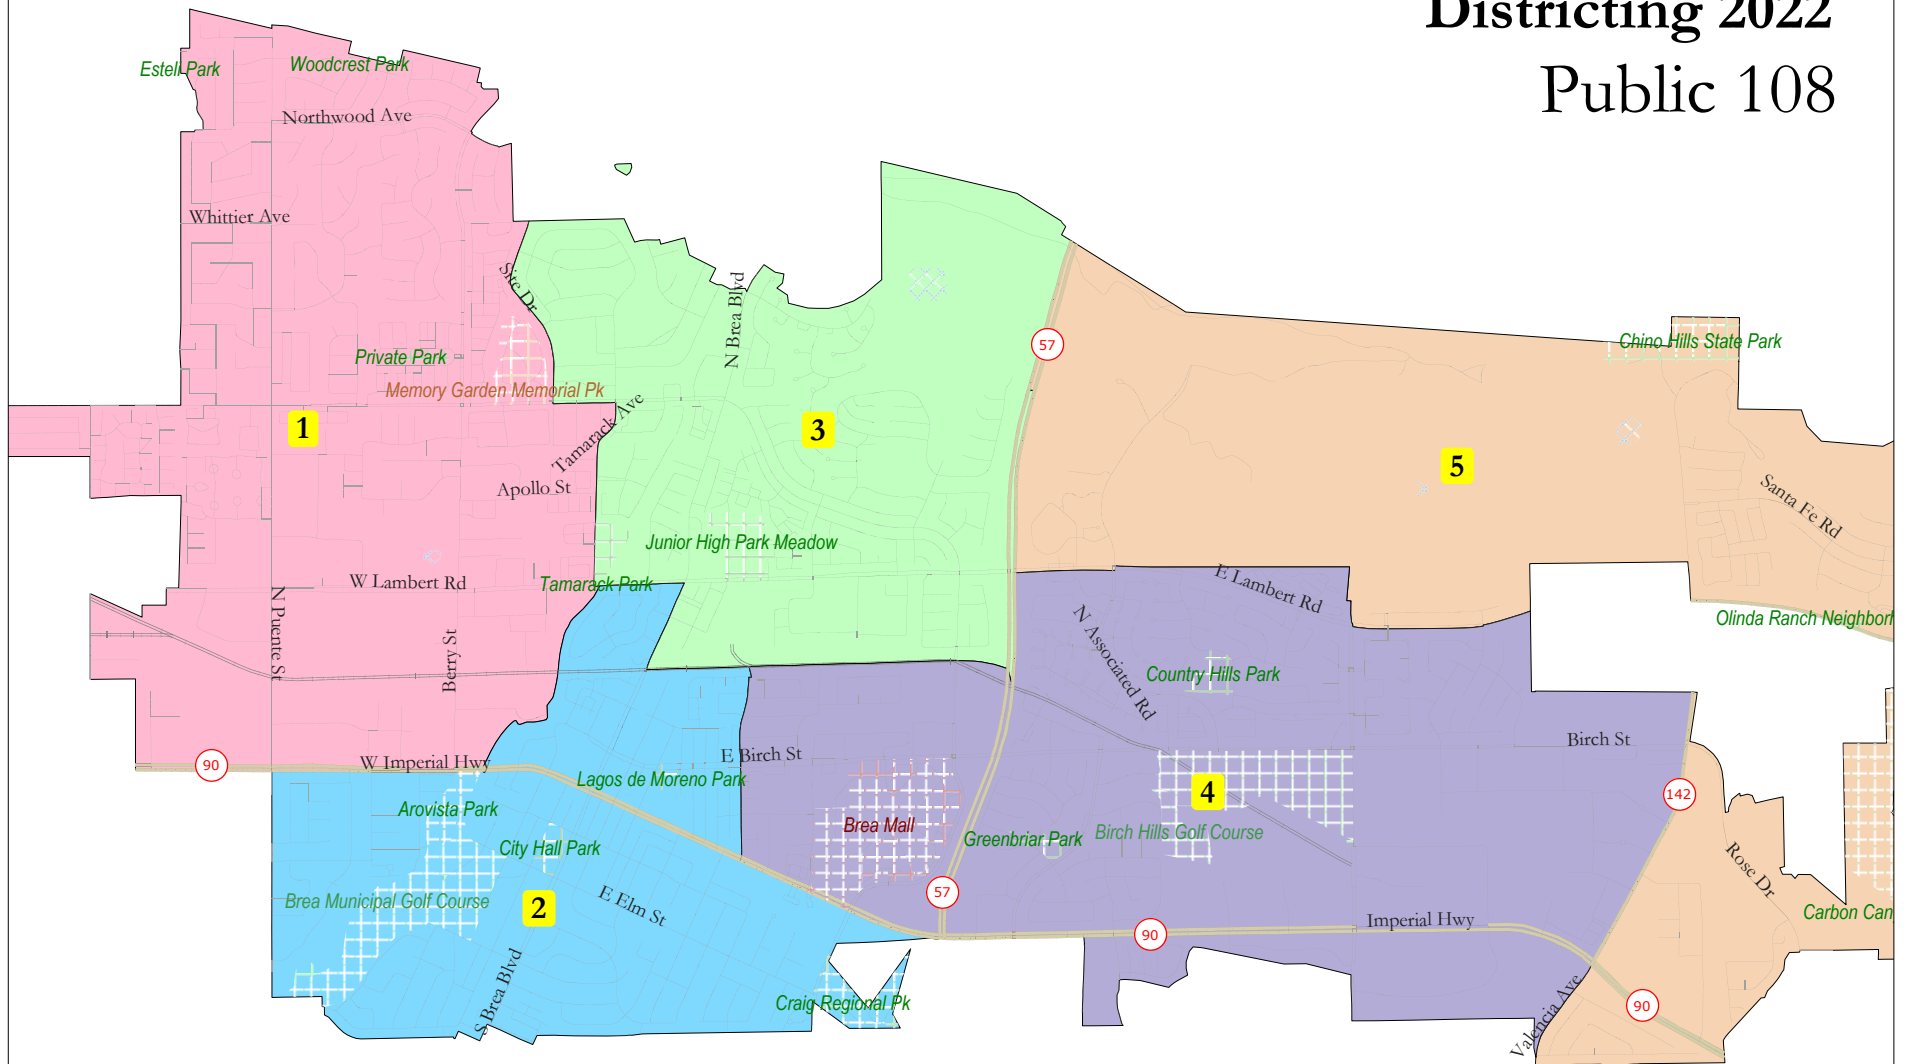 Districting 2022
Public 108
Estell Park
Woodcrest Park
Northwood Ave
Whittier Ave
Site Dr
N Brea Blvd
57
Private Park
Memory Garden Memorial Pk
Chino Hills State Park
1
3
5
Tamarack Ave
Apollo St
Santa Fe Rd
Junior High Park Meadow
W Lambert Rd
Tamarack Park
E Lambert Rd
N Puente St
Berry St
N Associated Rd
Country Hills Park
Olinda Ranch Neighborh
90
W Imperial Hwy
E Birch St
Birch St
Lagos de Moreno Park
4
142
Arovista Park
Brea Mall
Greenbriar Park
Birch Hills Golf Course
City Hall Park
Rose Dr
57
Brea Municipal Golf Course
2
E Elm St
Imperial Hwy
Carbon Can
90
S Brea Blvd
Craig Regional Pk
Valencia Ave
90